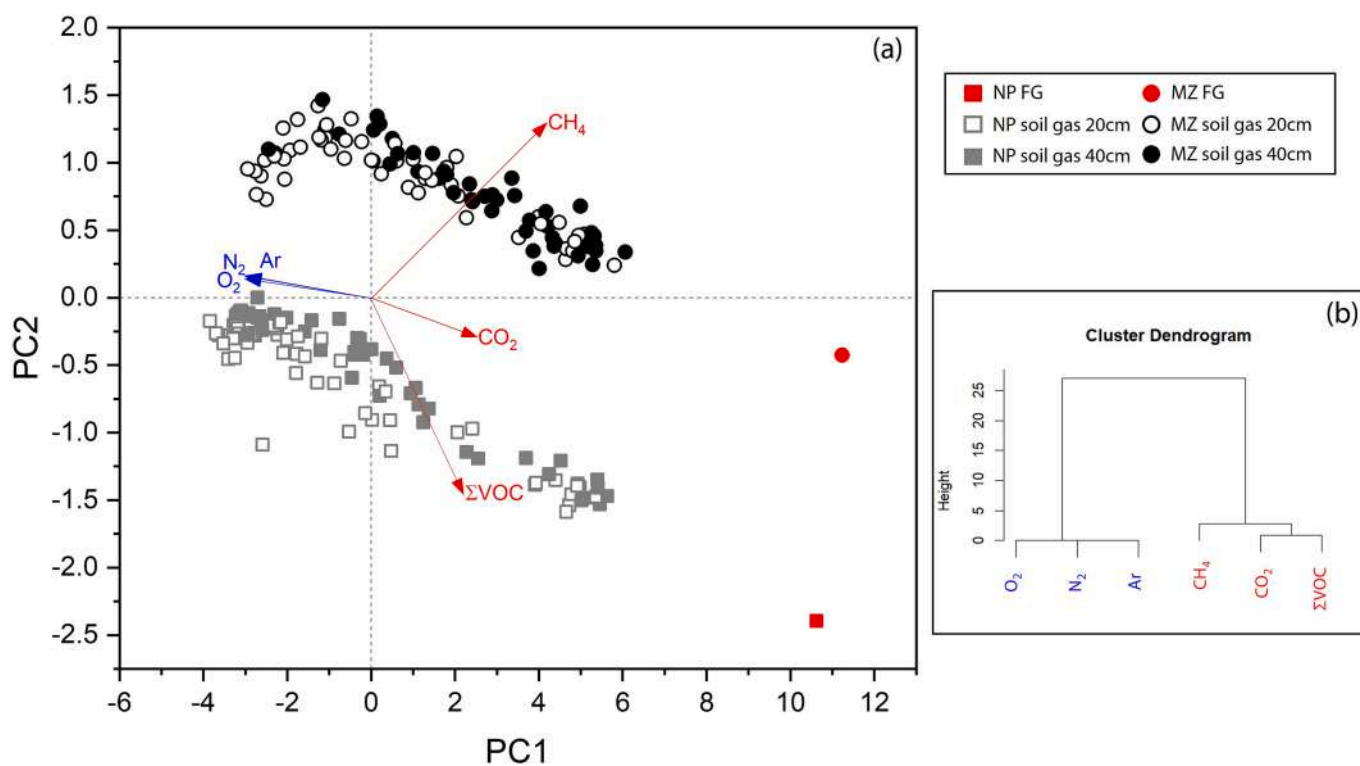 (a)
2.0
1.5
1.0
0.5
0.0
-0.5
-1.0
-1.5
-2.0
-2.5
PC2
CH₄
N₂ Ar
O₂
CO₂
ΣVOC
-6 -4 -2 0 2 4 6 8 10 12
PC1
NP FG MZ FG
NP soil gas 20cm MZ soil gas 20cm
NP soil gas 40cm MZ soil gas 40cm
(b)
Cluster Dendrogram
Height
25
20
15
10
5
0
O₂ N₂ Ar CH₄ CO₂ ΣVOC